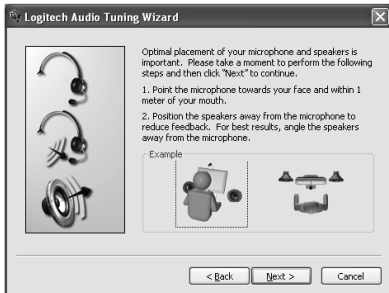 Logitech Audio Tuning Wizard
Optimal placement of your microphone and speakers is
important. Please take a moment to perform the following
steps and then click "Next" to continue.
1. Point the microphone towards your face and within 1
meter of your mouth.
2. Position the speakers away from the microphone to
reduce feedback. For best results, angle the speakers
away from the microphone.
Example
< Back
Next >
Cancel